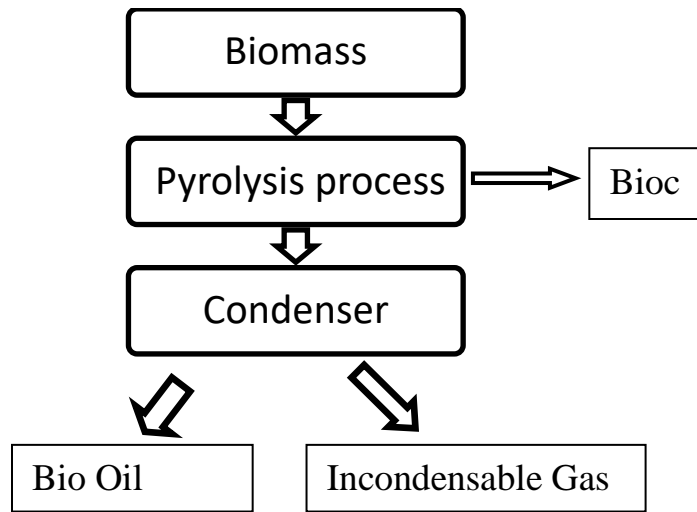 Biomass
Pyrolysis process
Bioc
Condenser
Bio Oil
Incondensable Gas